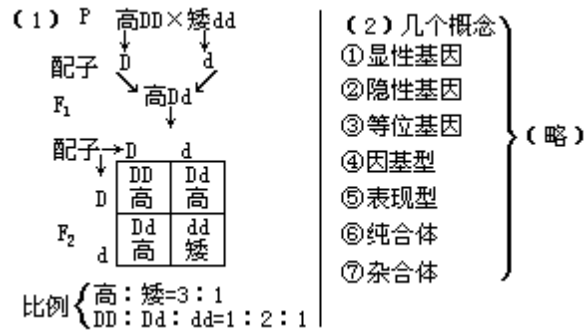 (1) P 高DD×矮dd
配子 D d
F₁ 高Dd
配子→D d
D DD Dd
高 高
F₂ d Dd dd
高 矮
比例{高:矮=3:1
DD:Dd:dd=1:2:1
(2)几个概念
①显性基因
②隐性基因
③等位基因
④因基型
⑤表现型
⑥纯合体
⑦杂合体
(略)